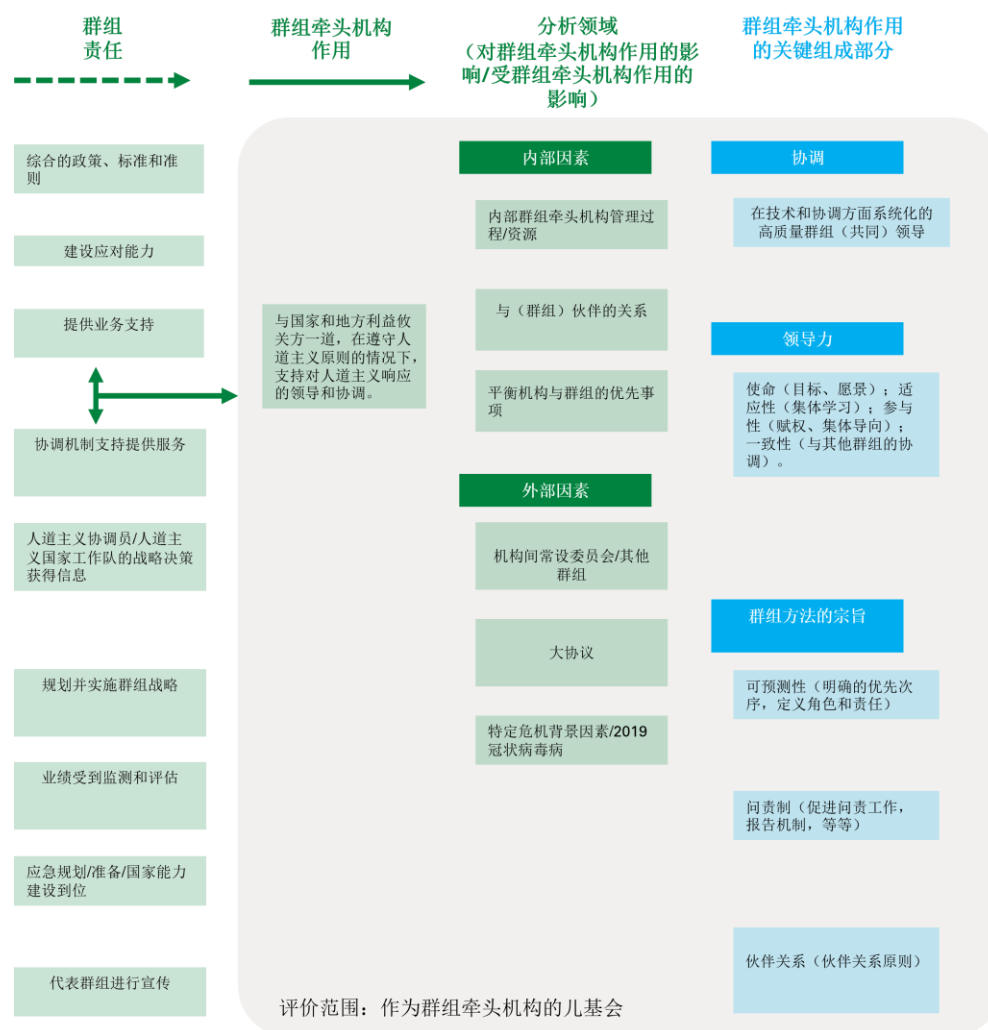 群组
责任
群组牵头机构
作用
分析领域
（对群组牵头机构作用的影
响/受群组牵头机构作用的
影响）
群组牵头机构作用
的关键组成部分
综合的政策、标准和准
则
建设应对能力
提供业务支持
协调机制支持提供服务
人道主义协调员/人道主
义国家工作队的战略决策
获得信息
规划并实施群组战略
业绩受到监测和评估
应急规划/准备/国家能力
建设到位
代表群组进行宣传
与国家和地方利益攸
关方一道，在遵守人
道主义原则的情况下，
支持对人道主义响应
的领导和协调。
内部因素
内部群组牵头机构管理过
程/资源
与（群组）伙伴的关系
平衡机构与群组的优先事
项
外部因素
机构间常设委员会/其他
群组
大协议
特定危机背景因素/2019
冠状病毒病
协调
在技术和协调方面系统化的
高质量群组（共同）领导
领导力
使命（目标、愿景）；适
应性（集体学习）；参与
性（赋权、集体导向）；
一致性（与其他群组的协
调）。
群组方法的宗旨
可预测性（明确的优先次
序，定义角色和责任）
问责制（促进问责工作，
报告机制，等等）
伙伴关系（伙伴关系原则）
评价范围：作为群组牵头机构的儿基会